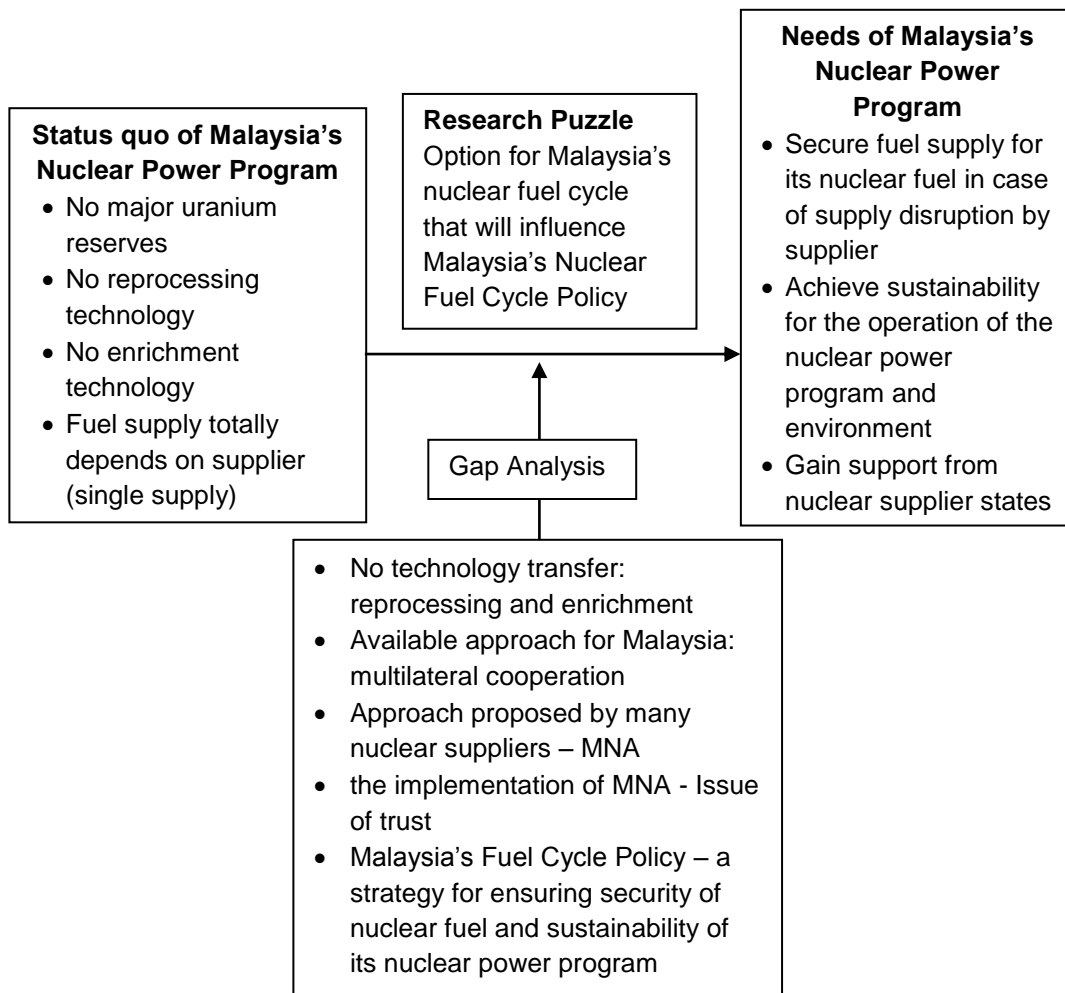 Status quo of Malaysia’s
Nuclear Power Program
• No major uranium
reserves
• No reprocessing
technology
• No enrichment
technology
• Fuel supply totally
depends on supplier
(single supply)
Research Puzzle
Option for Malaysia’s
nuclear fuel cycle
that will influence
Malaysia’s Nuclear
Fuel Cycle Policy
Needs of Malaysia’s
Nuclear Power
Program
• Secure fuel supply for
its nuclear fuel in case
of supply disruption by
supplier
• Achieve sustainability
for the operation of the
nuclear power
program and
environment
• Gain support from
nuclear supplier states
Gap Analysis
• No technology transfer:
reprocessing and enrichment
• Available approach for Malaysia:
multilateral cooperation
• Approach proposed by many
nuclear suppliers – MNA
• the implementation of MNA - Issue
of trust
• Malaysia’s Fuel Cycle Policy – a
strategy for ensuring security of
nuclear fuel and sustainability of
its nuclear power program